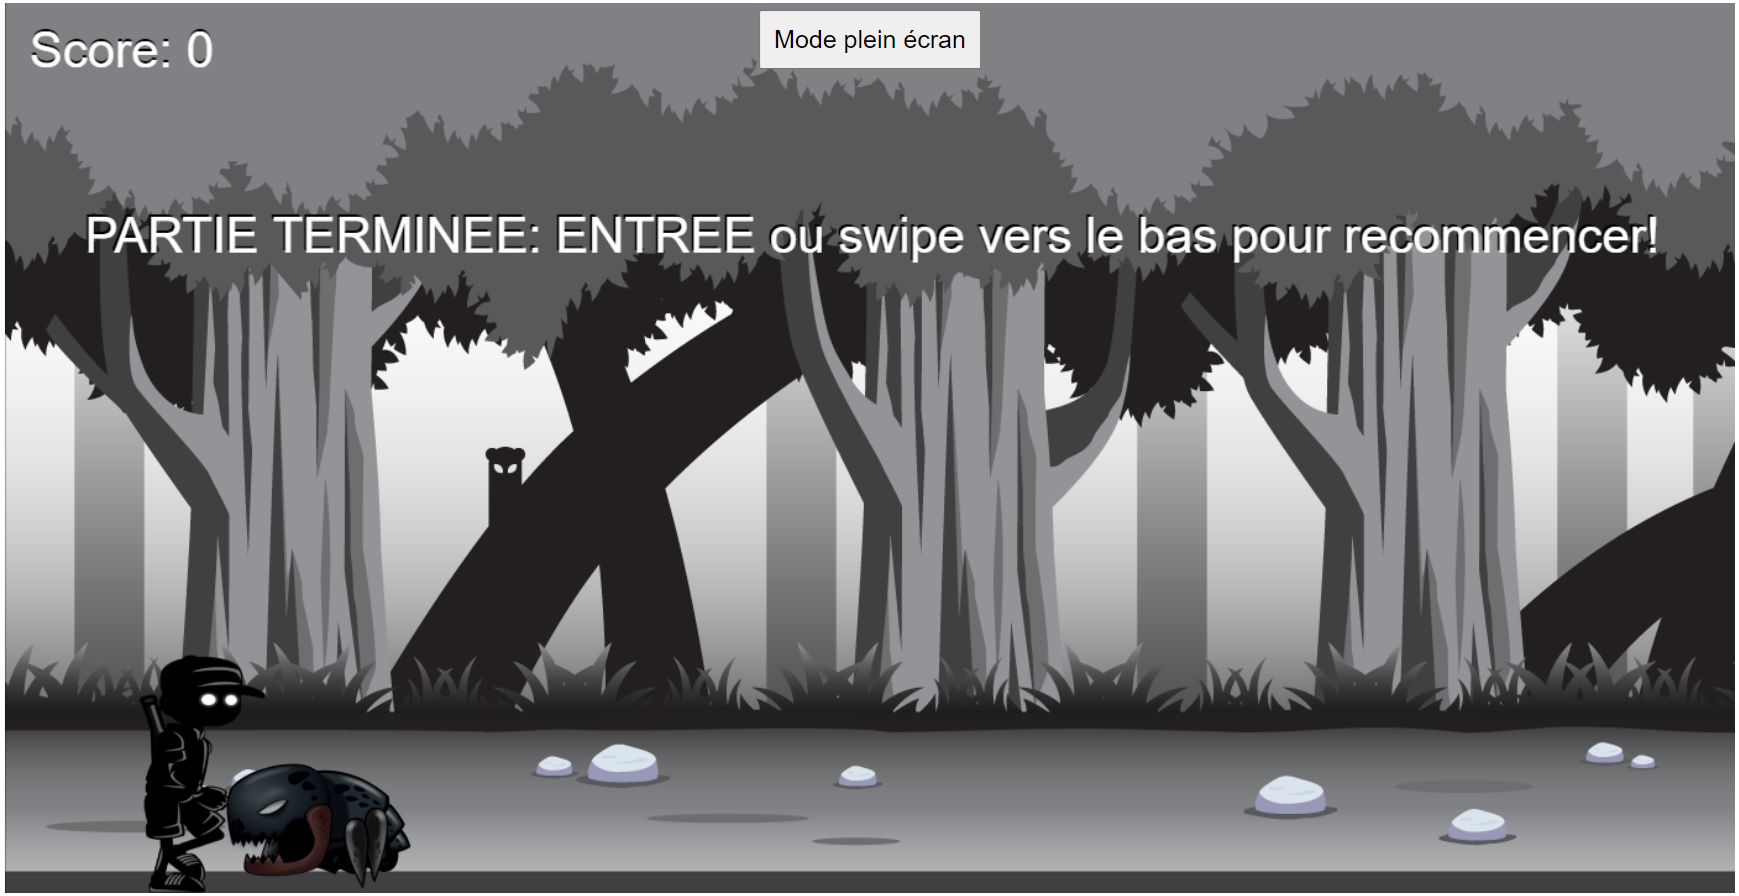 Score: 0
Mode plein écran
PARTIE TERMINEE: ENTREE ou swipe vers le bas pour recommencer!